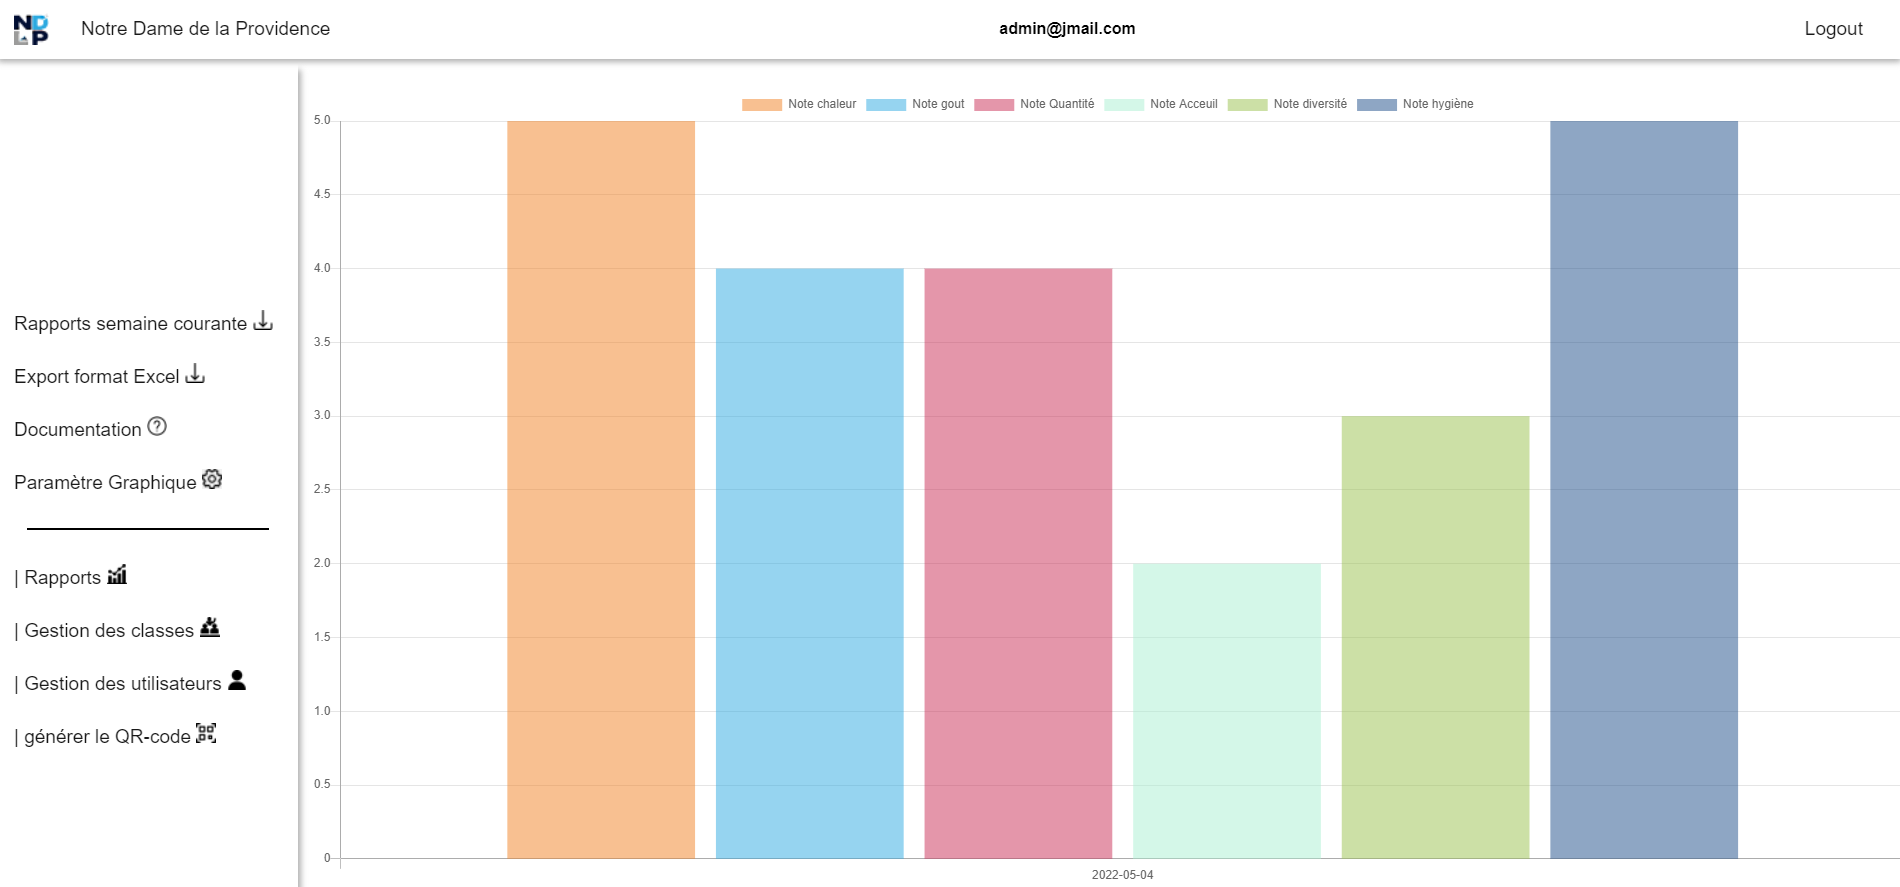 NDLP
Notre Dame de la Providence
admin@jmail.com
Logout
Rapports semaine courante
Export format Excel
Documentation
Paramètre Graphique
| Rapports
| Gestion des classes
| Gestion des utilisateurs
| générer le QR-code
Note chaleur Note gout Note Quantité Note Acceuil Note diversité Note hygiène
5.0
4.5
4.0
3.5
3.0
2.5
2.0
1.5
1.0
0.5
0
2022-05-04